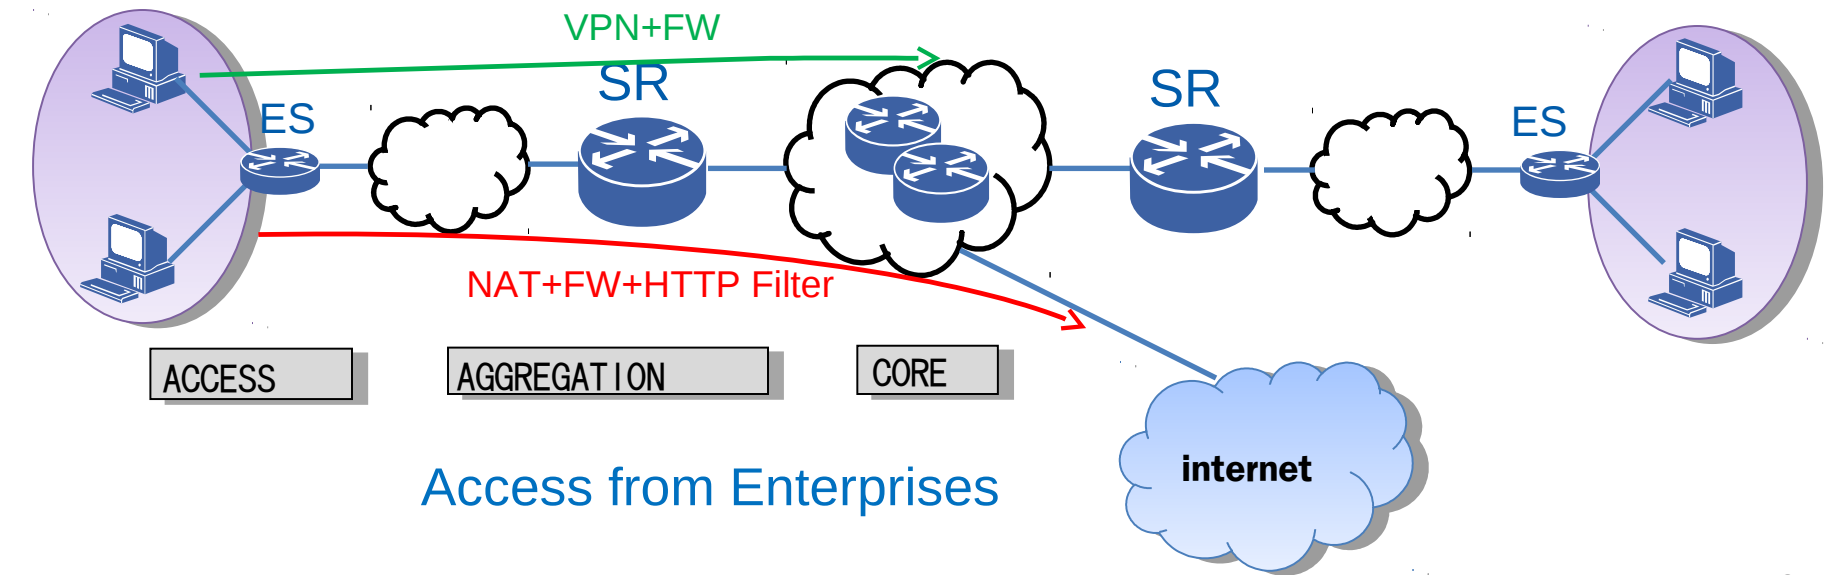 VPN+FW
SR
SR
ES
ES
NAT+FW+HTTP Filter
ACCESS
AGGREGATION
CORE
internet
Access from Enterprises